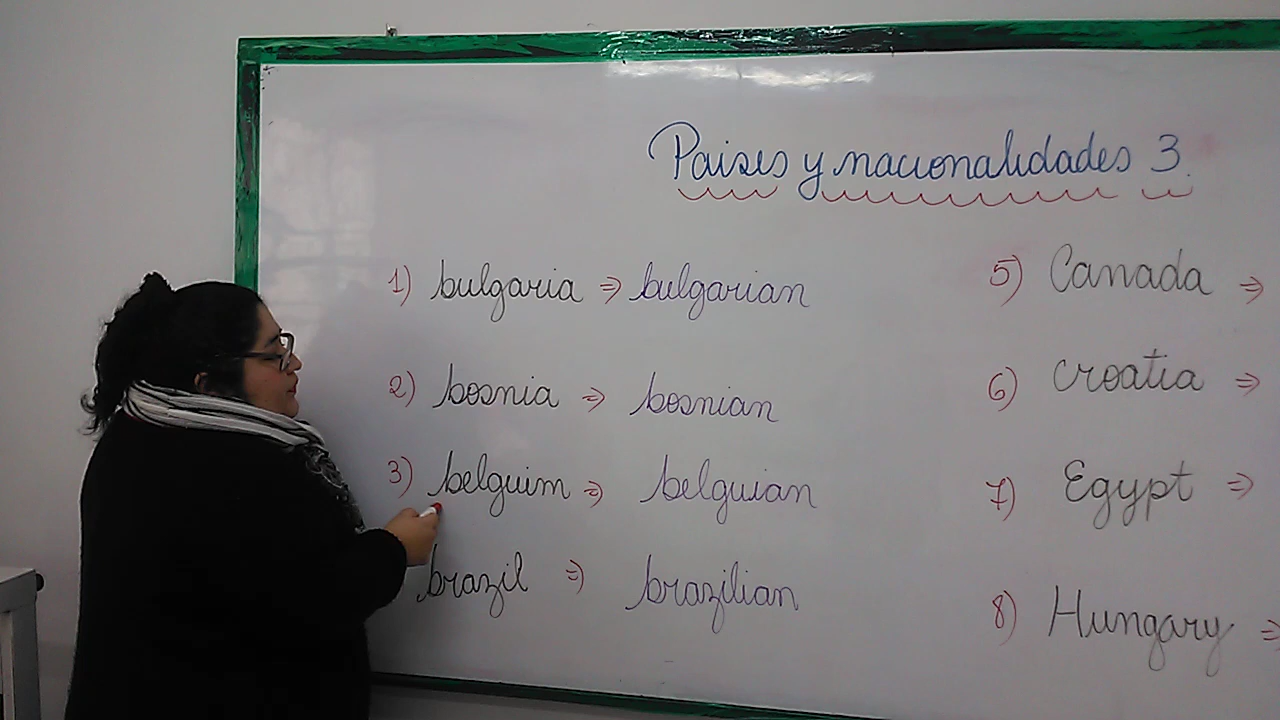 Paises y nacionalidades 3.
1) bulgaria ⇒ bulgarian
2) bosnia ⇒ bosnian
3) belguim ⇒ belguian
brazil ⇒ brazilian
5) Canada ⇒
6) Croatia ⇒
7) Egypt ⇒
8) Hungary ⇒